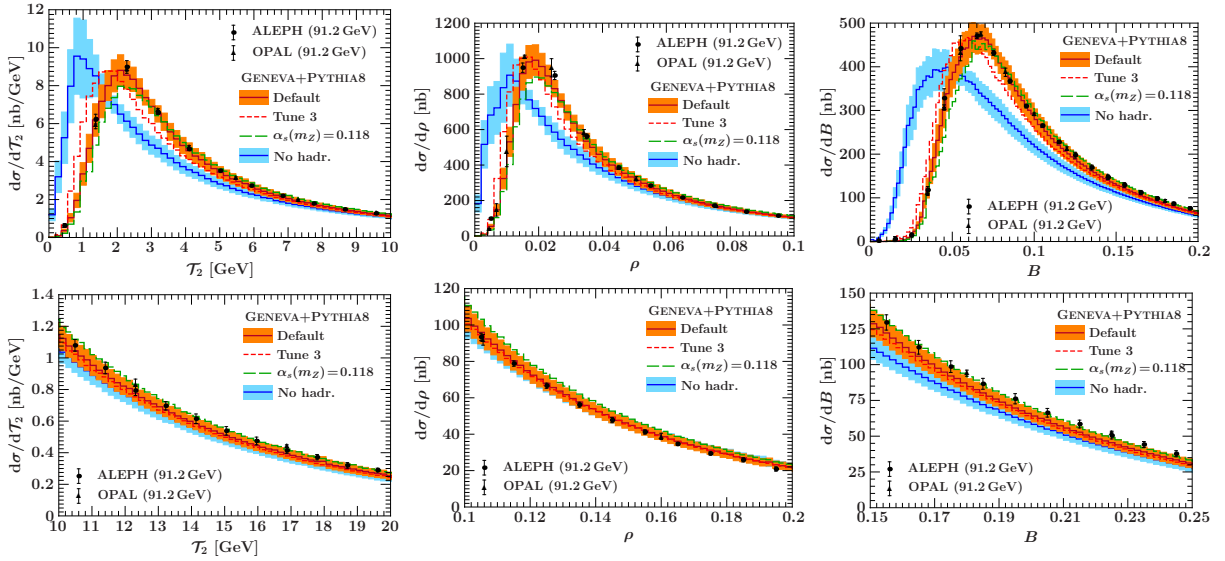 12
10
8
6
4
2
0
dσ/dT₂ [nb/GeV]
ALEPH (91.2 GeV)
OPAL (91.2 GeV)
GENEVA+PYTHIA8
Default
Tune 3
αs(mZ)=0.118
No hadr.
0 1 2 3 4 5 6 7 8 9 10
T₂ [GeV]
1200
1000
800
600
400
200
0
dσ/dρ [nb]
ALEPH (91.2 GeV)
OPAL (91.2 GeV)
GENEVA+PYTHIA8
Default
Tune 3
αs(mZ)=0.118
No hadr.
0 0.02 0.04 0.06 0.08 0.1
ρ
500
400
300
200
100
0
dσ/dB [nb]
GENEVA+PYTHIA8
Default
Tune 3
αs(mZ)=0.118
No hadr.
ALEPH (91.2 GeV)
OPAL (91.2 GeV)
0 0.05 0.1 0.15 0.2
B
1.4
1.2
1
0.8
0.6
0.4
0.2
0
dσ/dT₂ [nb/GeV]
GENEVA+PYTHIA8
Default
Tune 3
αs(mZ)=0.118
No hadr.
ALEPH (91.2 GeV)
OPAL (91.2 GeV)
10 11 12 13 14 15 16 17 18 19 20
T₂ [GeV]
120
100
80
60
40
20
0
dσ/dρ [nb]
GENEVA+PYTHIA8
Default
Tune 3
αs(mZ)=0.118
No hadr.
ALEPH (91.2 GeV)
OPAL (91.2 GeV)
0.1 0.12 0.14 0.16 0.18 0.2
ρ
150
125
100
75
50
25
0
dσ/dB [nb]
GENEVA+PYTHIA8
Default
Tune 3
αs(mZ)=0.118
No hadr.
ALEPH (91.2 GeV)
OPAL (91.2 GeV)
0.15 0.17 0.19 0.21 0.23 0.25
B